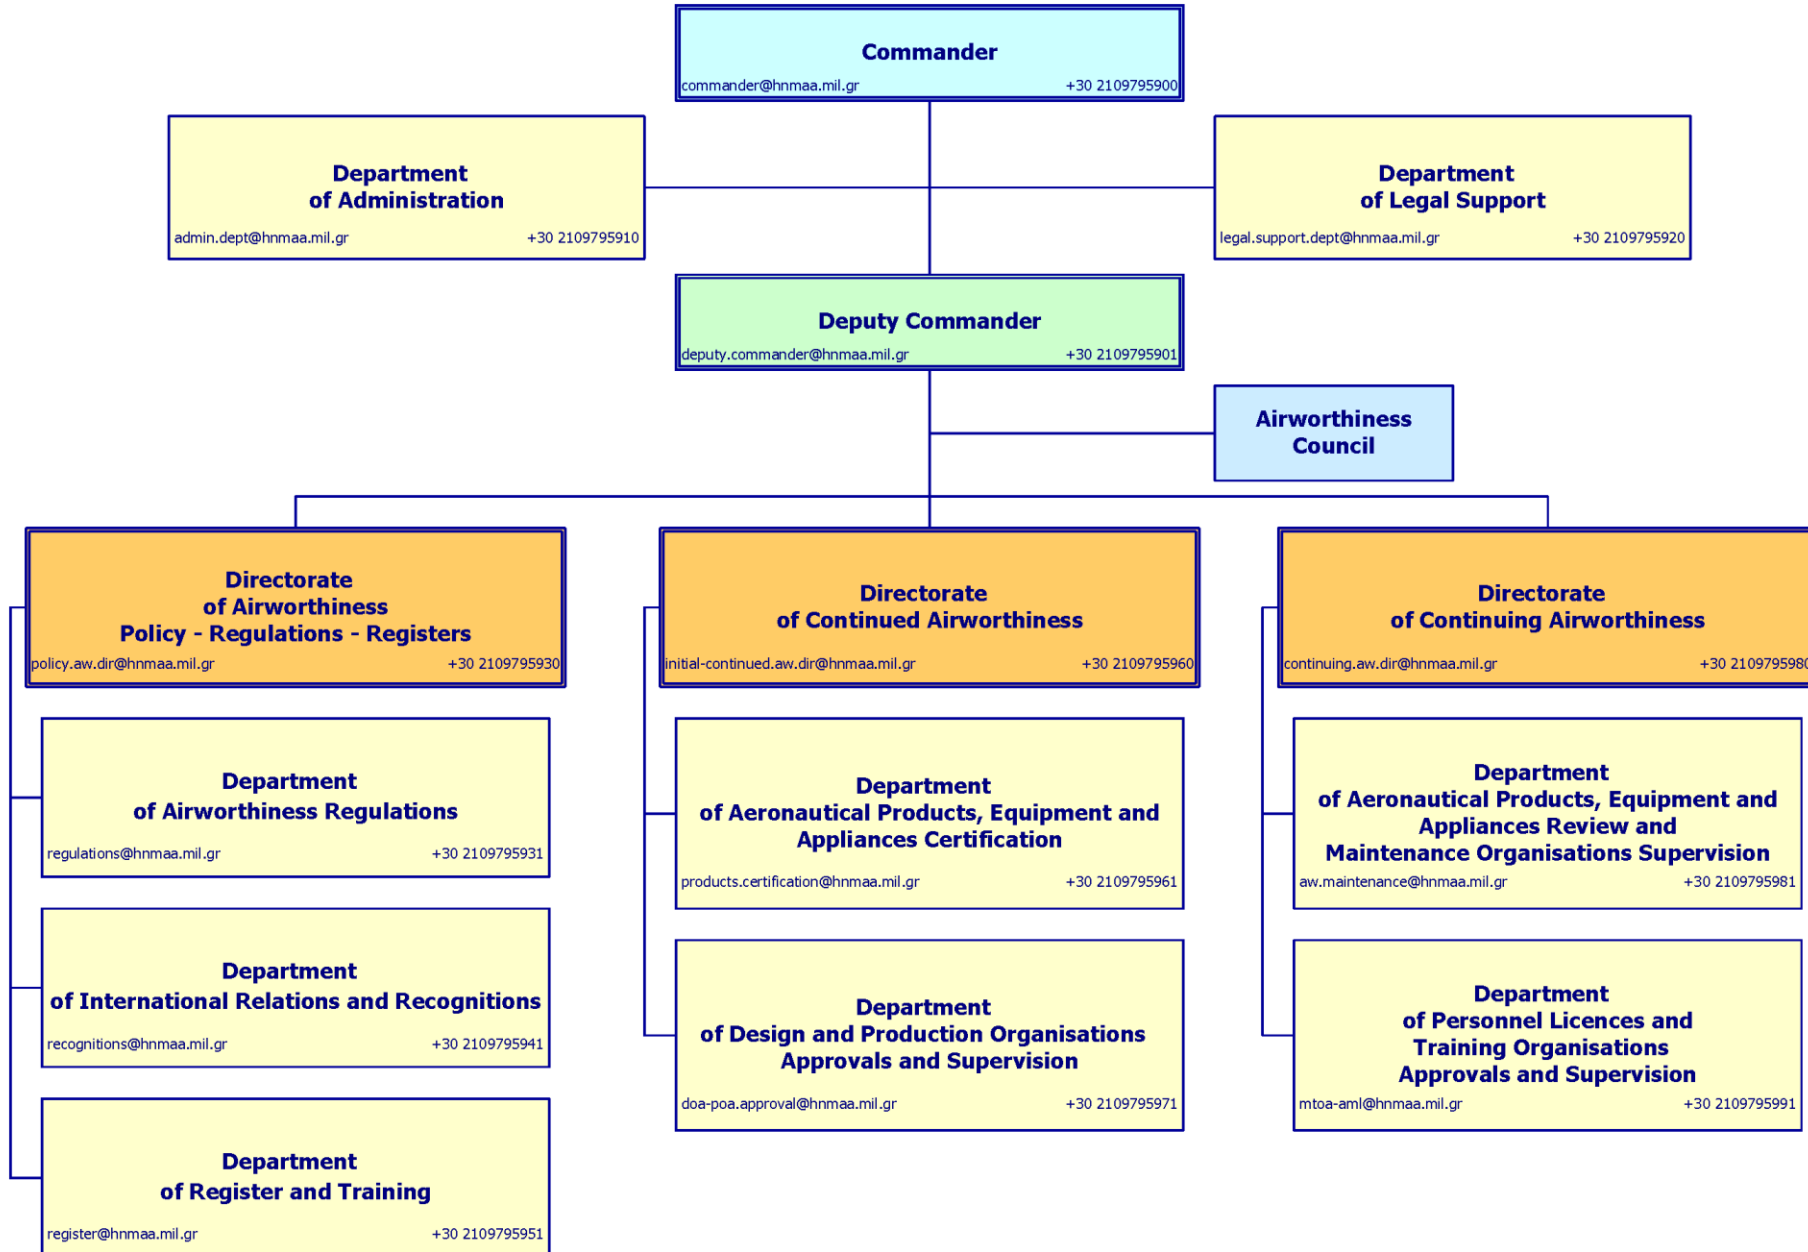 Commander
commander@hnmaa.mil.gr +30 2109795900
Department
of Administration
admin.dept@hnmaa.mil.gr +30 2109795910
Department
of Legal Support
legal.support.dept@hnmaa.mil.gr +30 2109795920
Deputy Commander
deputy.commander@hnmaa.mil.gr +30 2109795901
Airworthiness
Council
Directorate
of Airworthiness
Policy - Regulations - Registers
policy.aw.dir@hnmaa.mil.gr +30 2109795930
Directorate
of Continued Airworthiness
initial-continued.aw.dir@hnmaa.mil.gr +30 2109795960
Directorate
of Continuing Airworthiness
continuing.aw.dir@hnmaa.mil.gr +30 2109795980
Department
of Airworthiness Regulations
regulations@hnmaa.mil.gr +30 2109795931
Department
of International Relations and Recognitions
recognitions@hnmaa.mil.gr +30 2109795941
Department
of Register and Training
register@hnmaa.mil.gr +30 2109795951
Department
of Aeronautical Products, Equipment and
Appliances Certification
products.certification@hnmaa.mil.gr +30 2109795961
Department
of Design and Production Organisations
Approvals and Supervision
doa-poa.approval@hnmaa.mil.gr +30 2109795971
Department
of Aeronautical Products, Equipment and
Appliances Review and
Maintenance Organisations Supervision
aw.maintenance@hnmaa.mil.gr +30 2109795981
Department
of Personnel Licences and
Training Organisations
Approvals and Supervision
mtoa-aml@hnmaa.mil.gr +30 2109795991